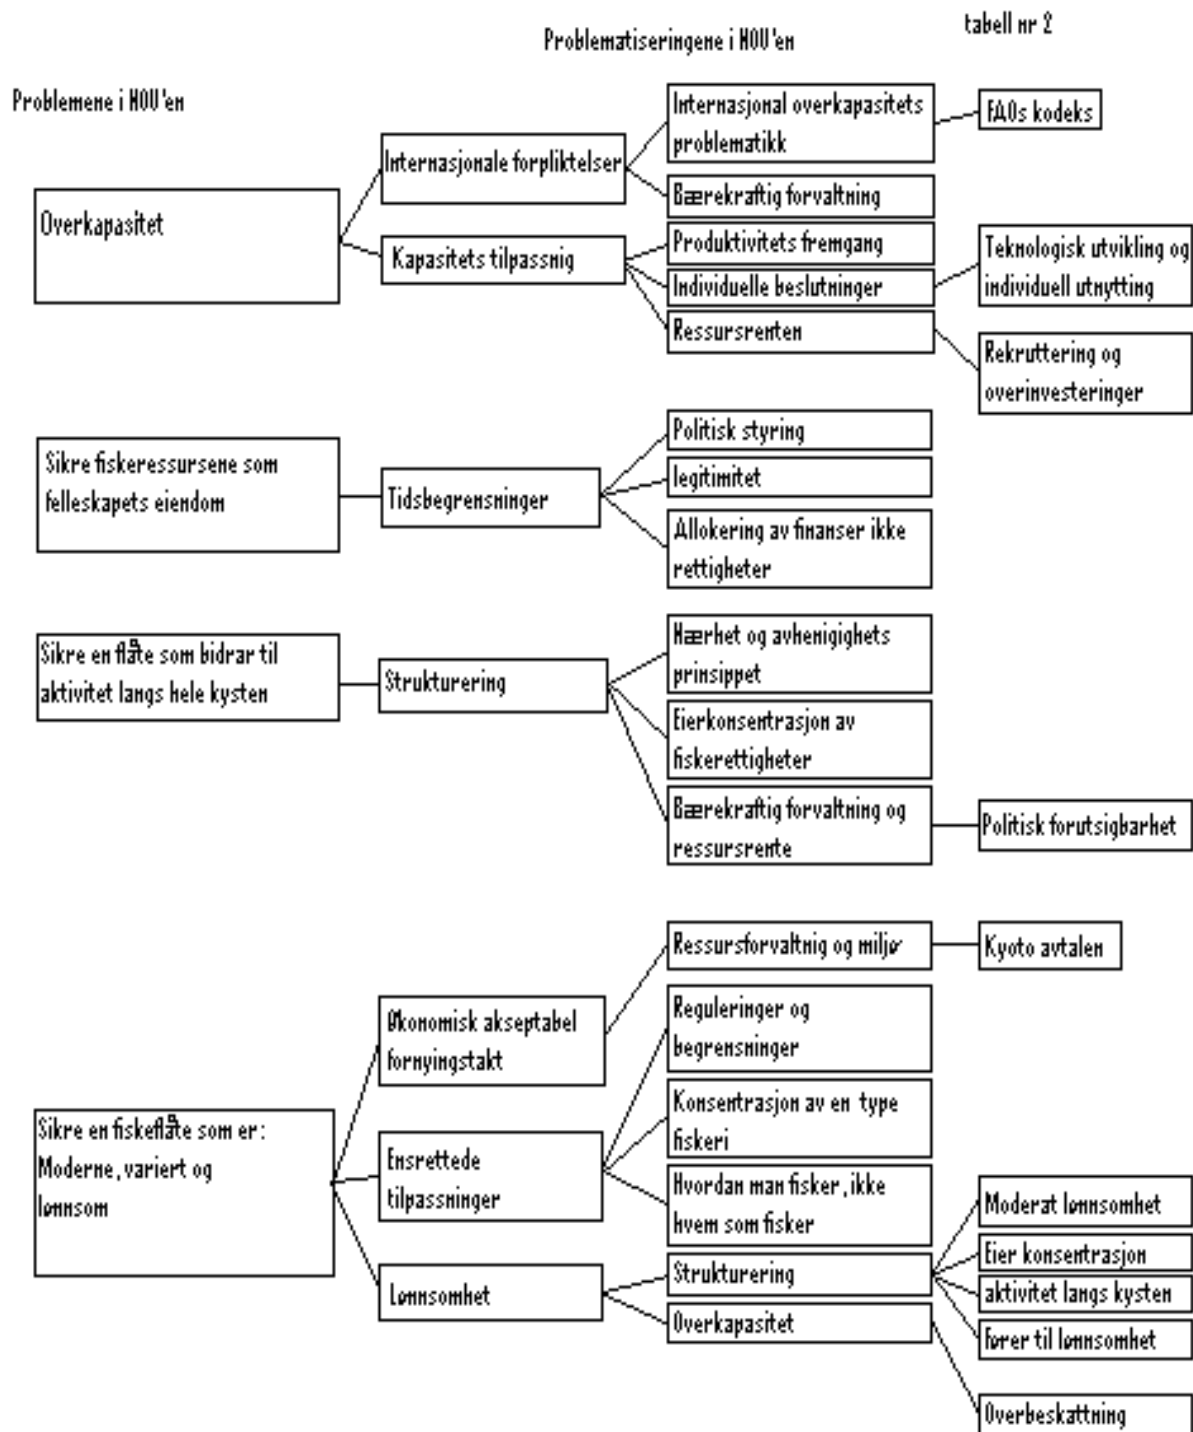 tabell nr 2
Problematiseringene i NOU'en
Problemene i NOU'en
Overkapasitet
Internasjonale forpliktelser
Kapasitets tilpassnig
Internasjonal overkapasitets
problematikk
Bærekraftig forvaltning
Produktivitets fremgang
Individuelle beslutninger
Ressursrenten
FAOs kodeks
Teknologisk utvikling og
individuell utnytting
Rekruttering og
overinvesteringer
Sikre fiskeressursene som
felleskapets eiendom
Tidsbegrensninger
Politisk styring
legitimitet
Allokering av finanser ikke
rettigheter
Sikre en flåte som bidrar til
aktivitet langs hele kysten
Strukturering
Nærhet og avhenigighets
prinsippet
Eierkonsentrasjon av
fiskerettigheter
Bærekraftig forvaltning og
ressursrente
Politisk forutsigbarhet
Sikre en fiskeflåte som er:
Moderne, variert og
lønnsom
Økonomisk akseptabel
fornyingstakt
Ensrettede
tilpassninger
Lønnsomhet
Ressursforvaltnig og miljø
Reguleringer og
begrensninger
Konsentrasjon av en type
fiskeri
Hvordan man fisker, ikke
hvem som fisker
Strukturering
Overkapasitet
Kyoto avtalen
Moderat lønnsomhet
Eier konsentrasjon
aktivitet langs kysten
fører til lønnsomhet
Overbeskattning